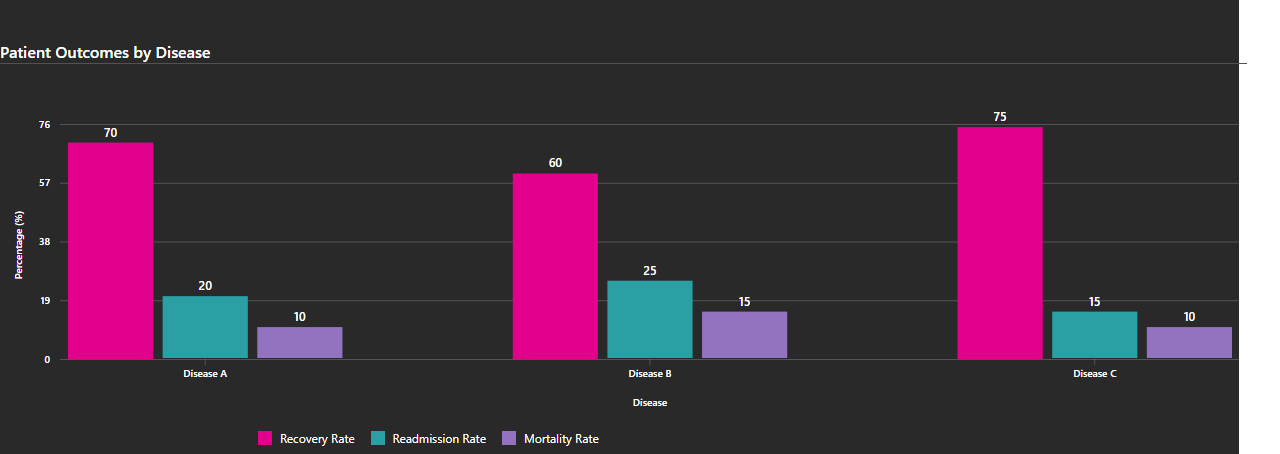 Patient Outcomes by Disease
75
76
70
60
57
Percentage (%)
38
25
20
19
15
15
10
10
0
Disease A
Disease B
Disease C
Disease
Recovery Rate
Readmission Rate
Mortality Rate